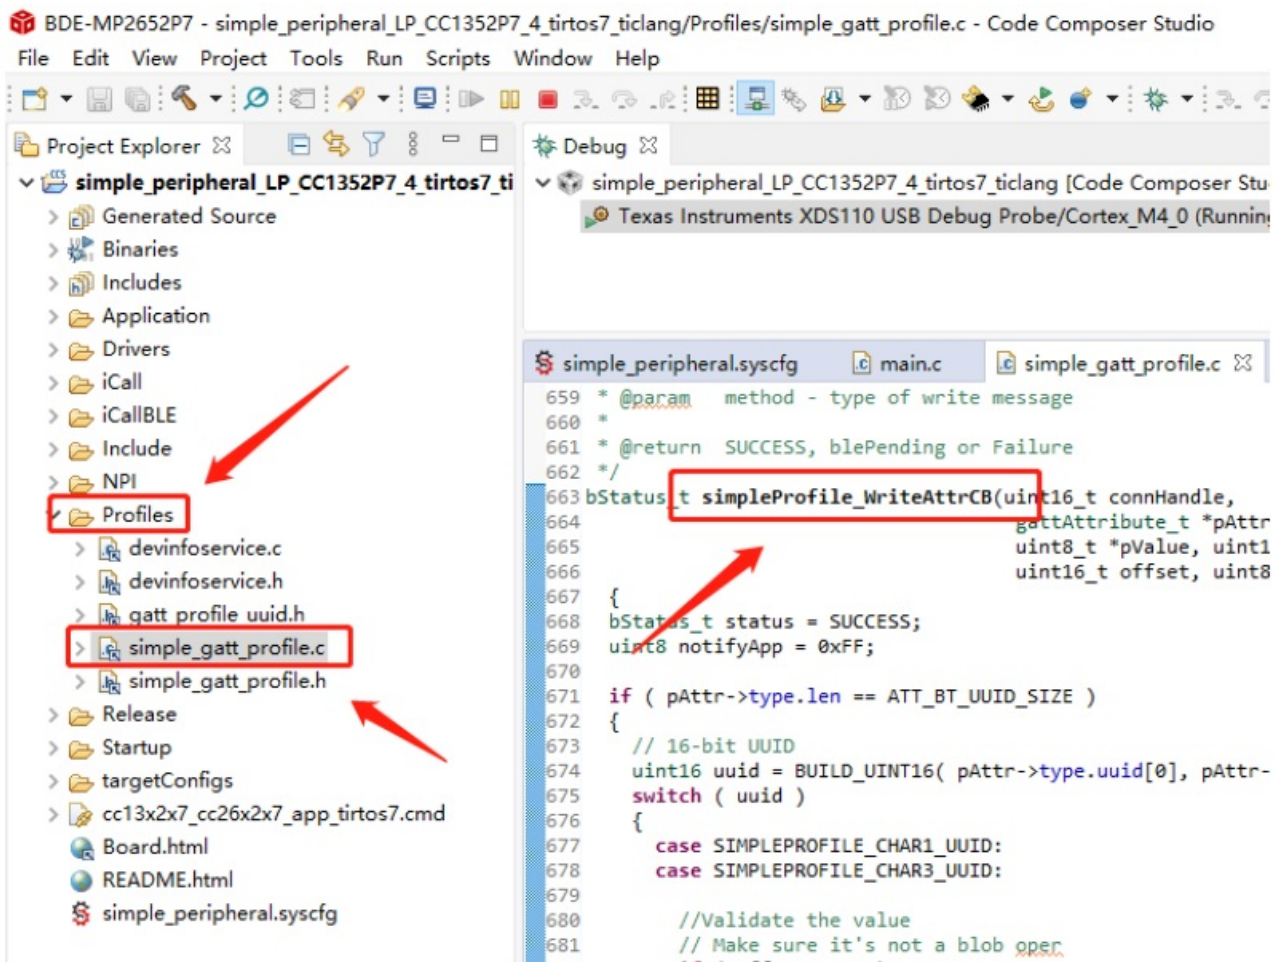 BDE-MP2652P7 - simple_peripheral_LP_CC1352P7_4_tirtos7_ticlang/Profiles/simple_gatt_profile.c - Code Composer Studio
File Edit View Project Tools Run Scripts Window Help
Project Explorer
simple_peripheral_LP_CC1352P7_4_tirtos7_ti
Generated Source
Binaries
Includes
Application
Drivers
iCall
iCallBLE
Include
NPI
Profiles
devinfoservice.c
devinfoservice.h
gatt_profile_uuid.h
simple_gatt_profile.c
simple_gatt_profile.h
Release
Startup
targetConfigs
cc13x2x7_cc26x2x7_app_tirtos7.cmd
Board.html
README.html
simple_peripheral.syscfg
Debug
simple_peripheral_LP_CC1352P7_4_tirtos7_ticlang [Code Composer Stu
Texas Instruments XDS110 USB Debug Probe/Cortex_M4_0 (Running
simple_peripheral.syscfg main.c simple_gatt_profile.c
659 * @param method - type of write message
660 *
661 * @return SUCCESS, blePending or Failure
662 */
663 bStatus_t simpleProfile_WriteAttrCB(uint16_t connHandle,
664 gattAttribute_t *pAttr
665 uint8_t *pValue, uint1
666 uint16_t offset, uint8
667 {
668 bStatus_t status = SUCCESS;
669 uint8 notifyApp = 0xFF;
670
671 if ( pAttr->type.len == ATT_BT_UUID_SIZE )
672 {
673 // 16-bit UUID
674 uint16 uuid = BUILD_UINT16( pAttr->type.uuid[0], pAttr-
675 switch ( uuid )
676 {
677 case SIMPLEPROFILE_CHAR1_UUID:
678 case SIMPLEPROFILE_CHAR3_UUID:
679
680 //Validate the value
681 // Make sure it's not a blob oper